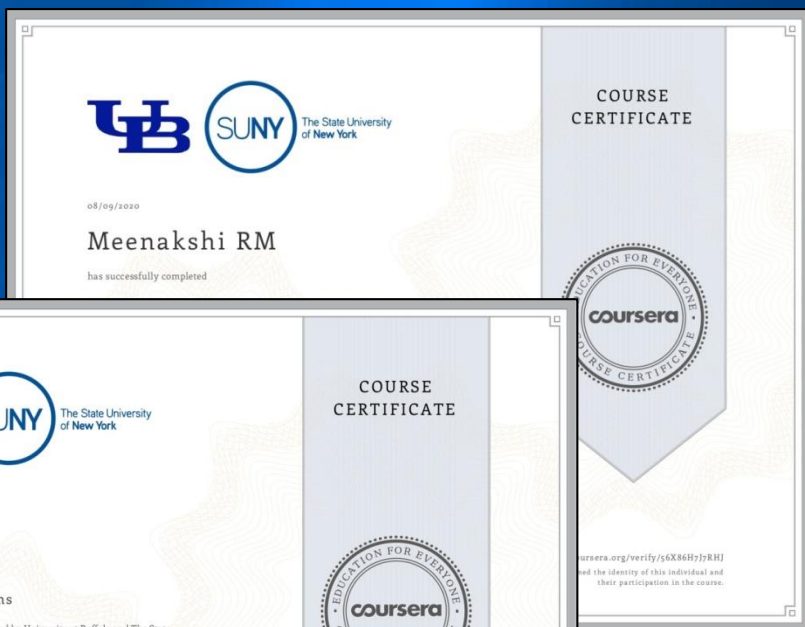 UB
SUNY
The State University
of New York
08/09/2020
Meenakshi RM
has successfully completed
COURSE
CERTIFICATE
EDUCATION FOR EVERYONE
coursera
COURSE CERTIFICATE
oursera.org/verify/56X86H7J7RHJ
ed the identity of this individual and
their participation in the course.
UNY
The State University
of New York
COURSE
CERTIFICATE
EDUCATION FOR EVERYONE
coursera
ns